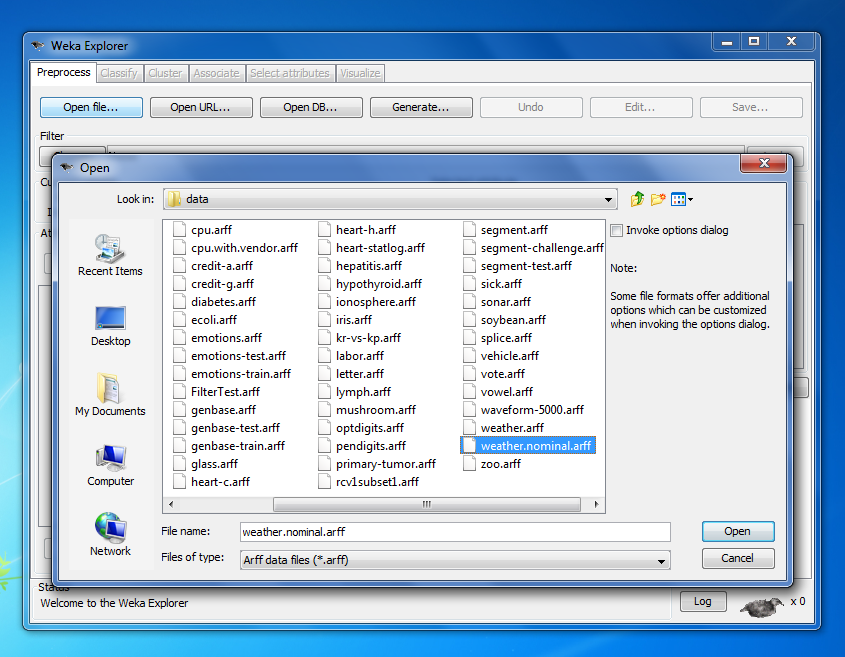 Weka Explorer
Preprocess Classify Cluster Associate Select attributes Visualize
Open file... Open URL... Open DB... Generate... Undo Edit... Save...
Filter
Open
Look in: data
Recent Items
Desktop
My Documents
Computer
Network
cpu.arff
cpu.with.vendor.arff
credit-a.arff
credit-g.arff
diabetes.arff
ecoli.arff
emotions.arff
emotions-test.arff
emotions-train.arff
FilterTest.arff
genbase.arff
genbase-test.arff
genbase-train.arff
glass.arff
heart-c.arff
heart-h.arff
heart-statlog.arff
hepatitis.arff
hypothyroid.arff
ionosphere.arff
iris.arff
kr-vs-kp.arff
labor.arff
letter.arff
lymph.arff
mushroom.arff
optdigits.arff
pendigits.arff
primary-tumor.arff
rcv1subset1.arff
segment.arff
segment-challenge.arff
segment-test.arff
sick.arff
sonar.arff
soybean.arff
splice.arff
vehicle.arff
vote.arff
vowel.arff
waveform-5000.arff
weather.arff
weather.nominal.arff
zoo.arff
Invoke options dialog
Note:
Some file formats offer additional
options which can be customized
when invoking the options dialog.
File name: weather.nominal.arff
Open
Files of type: Arff data files (*.arff)
Cancel
Status
Welcome to the Weka Explorer
Log
x 0